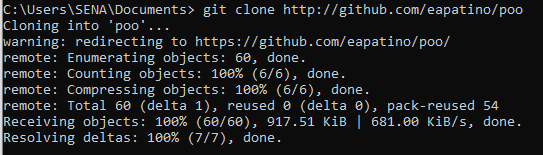 C:\Users\SENA\Documents> git clone http://github.com/eapatino/poo
Cloning into 'poo'...
warning: redirecting to https://github.com/eapatino/poo/
remote: Enumerating objects: 60, done.
remote: Counting objects: 100% (6/6), done.
remote: Compressing objects: 100% (6/6), done.
remote: Total 60 (delta 1), reused 0 (delta 0), pack-reused 54
Receiving objects: 100% (60/60), 917.51 KiB | 681.00 KiB/s, done.
Resolving deltas: 100% (7/7), done.